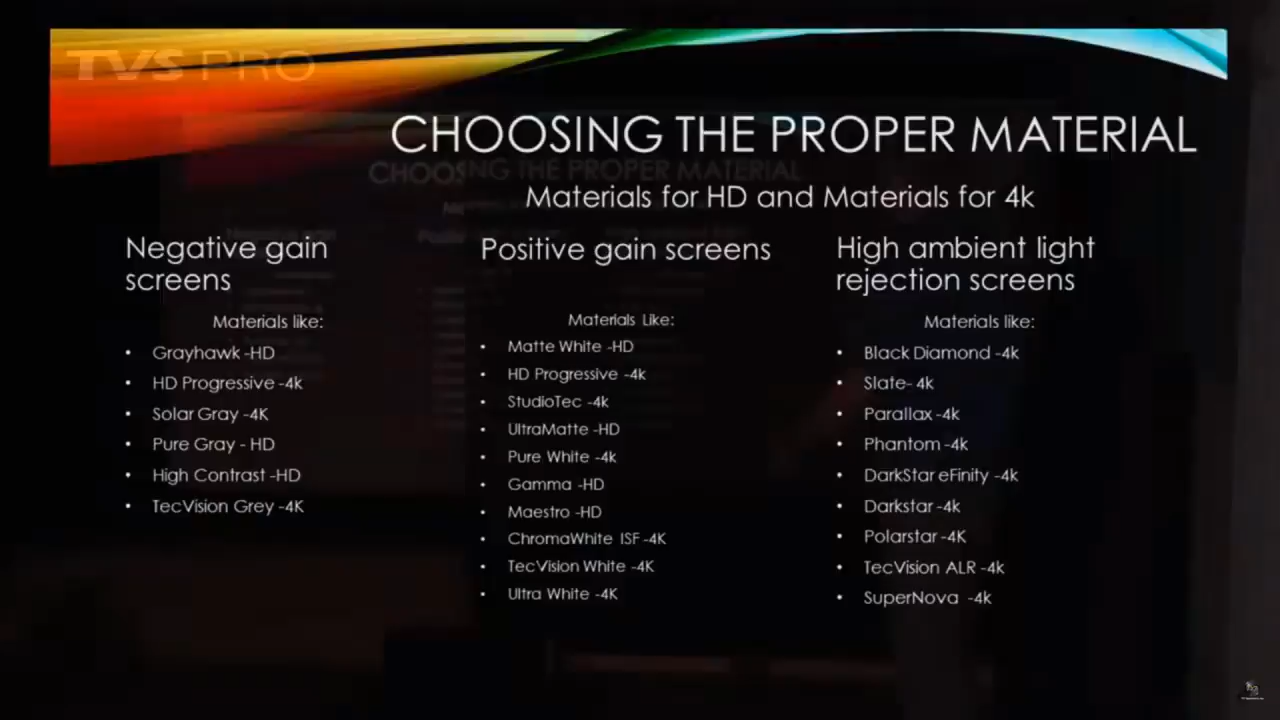 TVS PRO
CHOOSING THE PROPER MATERIAL
CHOOSING THE PROPER MATERIAL
Materials for HD and Materials for 4k
Negative gain
screens
Materials like:
• Grayhawk -HD
• HD Progressive -4k
• Solar Gray -4K
• Pure Gray - HD
• High Contrast -HD
• TecVision Grey -4K
Positive gain screens
Materials Like:
• Matte White -HD
• HD Progressive -4k
• StudioTec -4k
• UltraMatte -HD
• Pure White -4k
• Gamma -HD
• Maestro -HD
• ChromaWhite ISF -4K
• TecVision White -4K
• Ultra White -4K
High ambient light
rejection screens
Materials like:
• Black Diamond -4k
• Slate- 4k
• Parallax -4k
• Phantom -4k
• DarkStar eFinity -4k
• Darkstar -4k
• Polarstar -4K
• TecVision ALR -4k
• SuperNova -4k